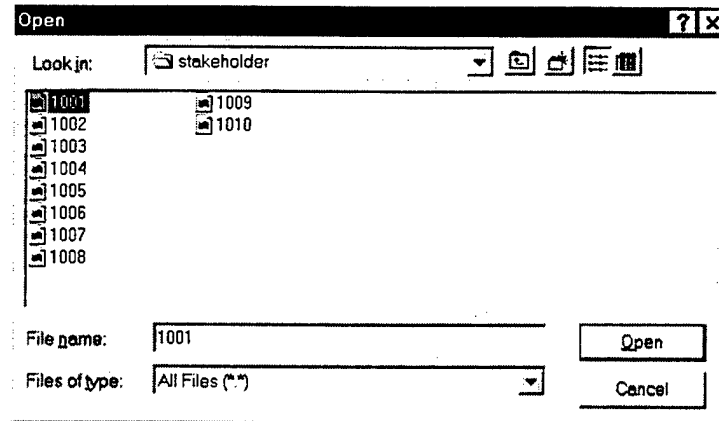 Open
Look in: stakeholder
1001 1009
1002 1010
1003
1004
1005
1006
1007
1008
File name: 1001 Open
Files of type: All Files (*.*) Cancel